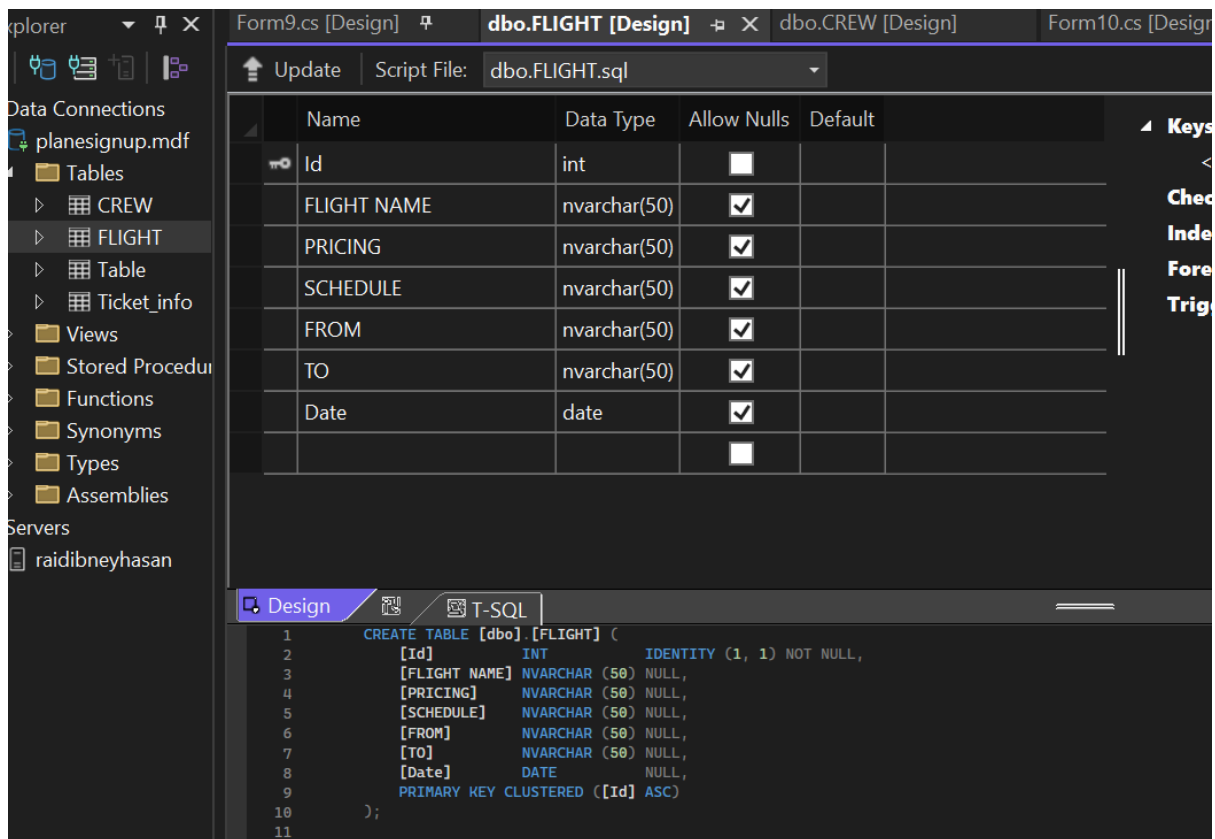 Form9.cs [Design]
dbo.FLIGHT [Design]
dbo.CREW [Design]
Form10.cs [Design
Update
Script File:
dbo.FLIGHT.sql
Data Connections
planesignup.mdf
Tables
CREW
FLIGHT
Table
Ticket_info
Views
Stored Procedu
Functions
Synonyms
Types
Assemblies
Servers
raidibneyhasan
Name Data Type Allow Nulls Default
Id int
FLIGHT NAME nvarchar(50)
PRICING nvarchar(50)
SCHEDULE nvarchar(50)
FROM nvarchar(50)
TO nvarchar(50)
Date date
Keys
<
Chec
Inde
Fore
Trig
Design
T-SQL
1 CREATE TABLE [dbo].[FLIGHT] (
2 [Id] INT IDENTITY (1, 1) NOT NULL,
3 [FLIGHT NAME] NVARCHAR (50) NULL,
4 [PRICING] NVARCHAR (50) NULL,
5 [SCHEDULE] NVARCHAR (50) NULL,
6 [FROM] NVARCHAR (50) NULL,
7 [TO] NVARCHAR (50) NULL,
8 [Date] DATE NULL,
9 PRIMARY KEY CLUSTERED ([Id] ASC)
10 );
11